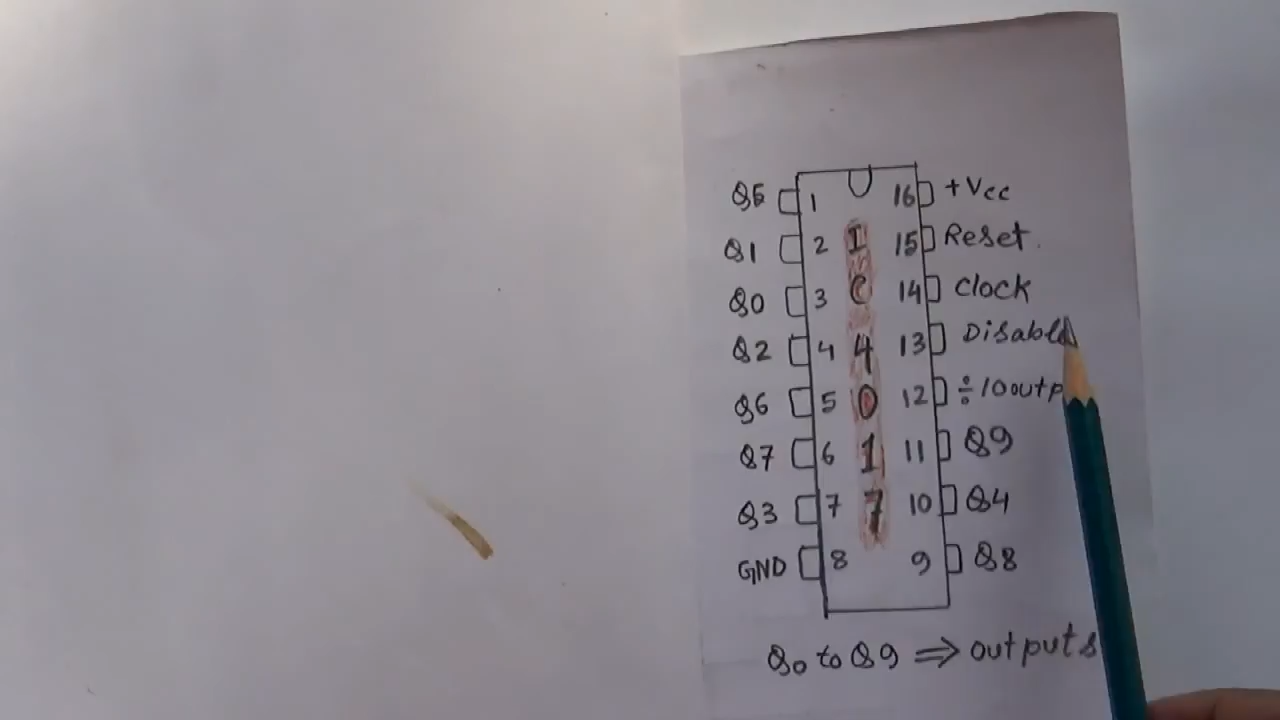 Q5 1 16 +Vcc
Q1 2 I 15 Reset.
Q0 3 C 14 Clock
Q2 4 4 13 Disable
Q6 5 0 12 ÷10outp
Q7 6 1 11 Q9
Q3 7 7 10 Q4
GND 8 9 Q8
Q0 to Q9 ⇒ outputs